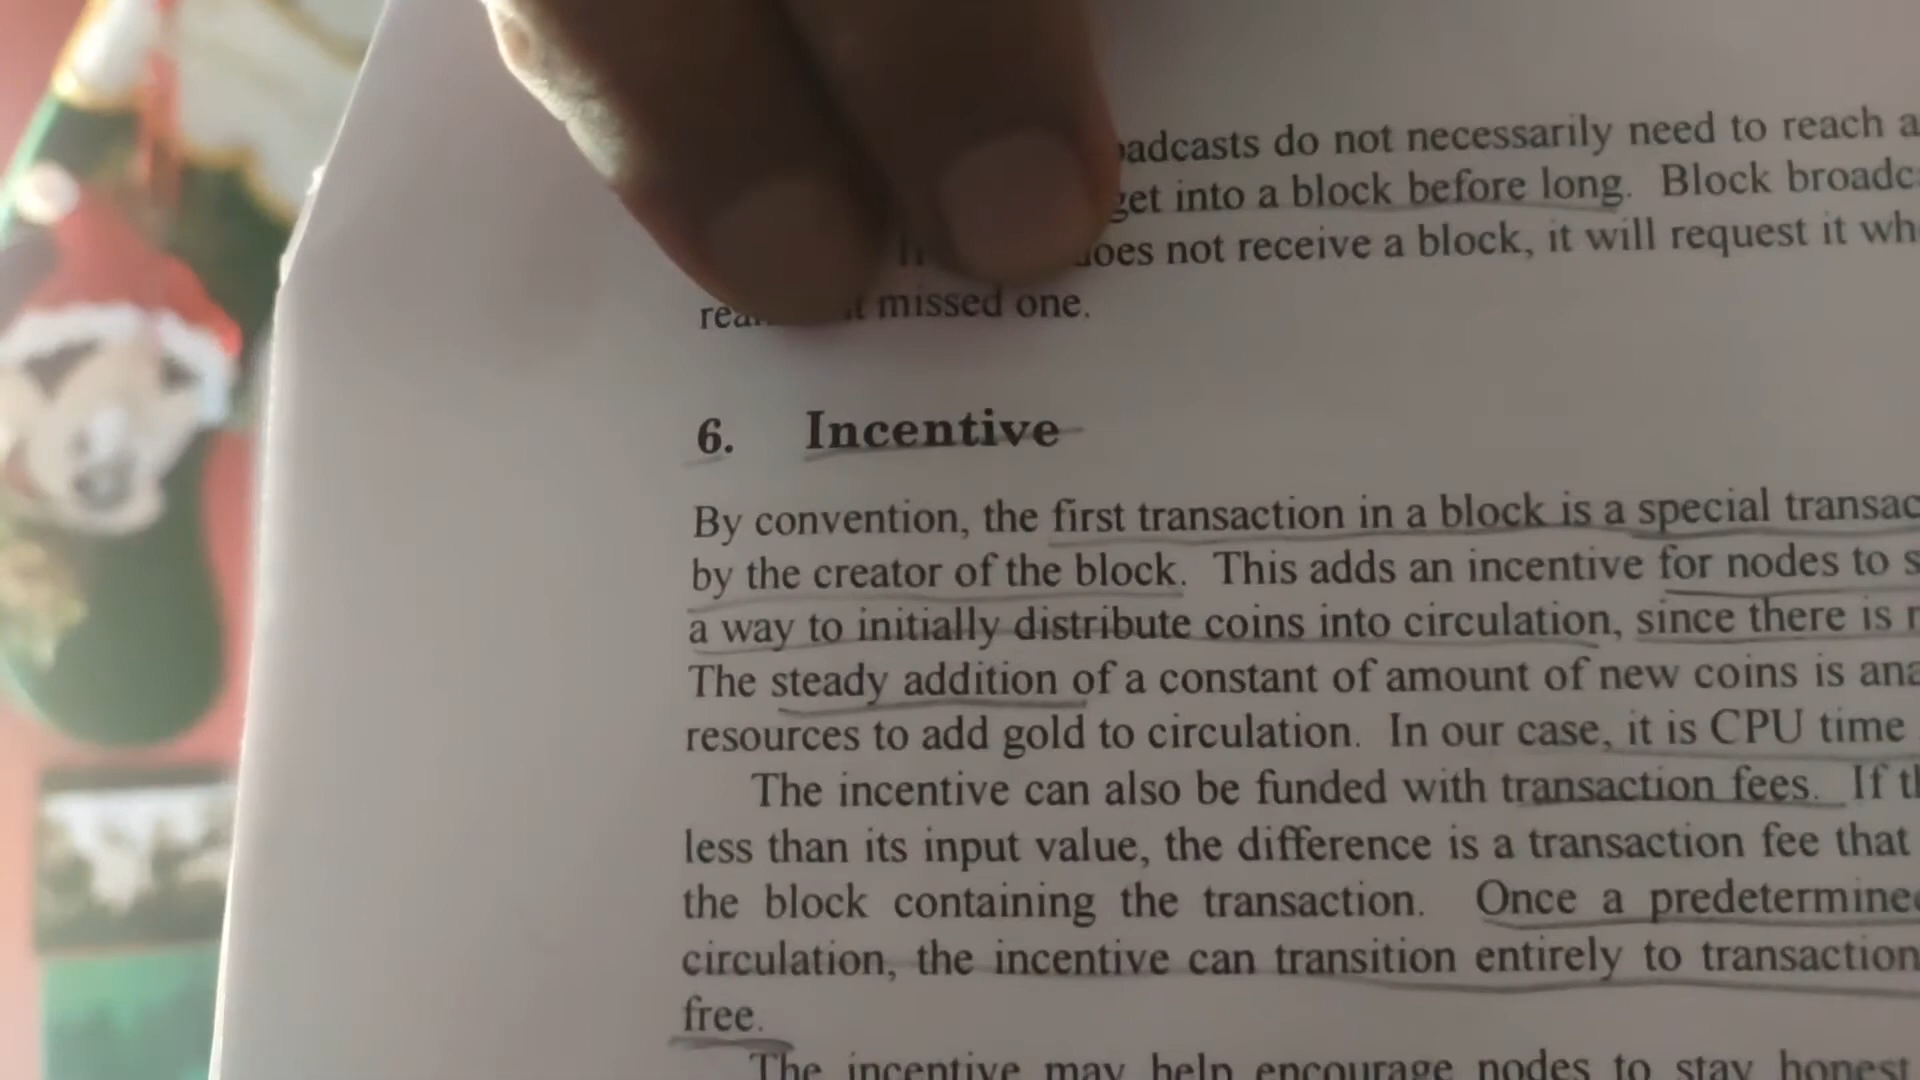 adcasts do not necessarily need to reach
get into a block before long. Block
does not receive a block, it will request it
missed one.
6. Incentive
By convention, the first transaction in a block is a special
by the creator of the block. This adds an incentive for nodes to
a way to initially distribute coins into circulation, since there is
The steady addition of a constant of amount of new coins is
resources to add gold to circulation. In our case, it is CPU time
The incentive can also be funded with transaction fees. If
less than its input value, the difference is a transaction fee that
the block containing the transaction. Once a predetermined
circulation, the incentive can transition entirely to transaction
free.
The incentive may help encourage nodes to stay honest